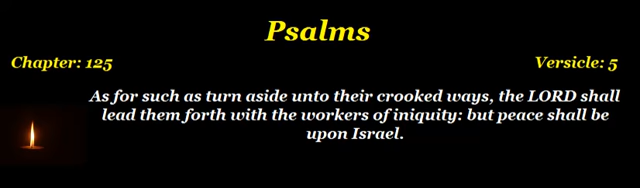 Psalms
Chapter: 125
Versicle: 5
As for such as turn aside unto their crooked ways, the LORD shall
lead them forth with the workers of iniquity: but peace shall be
upon Israel.